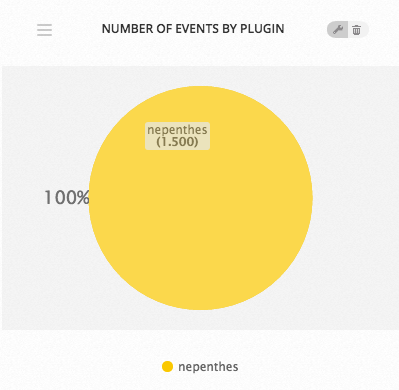 NUMBER OF EVENTS BY PLUGIN
nepenthes
(1.500)
100%
nepenthes